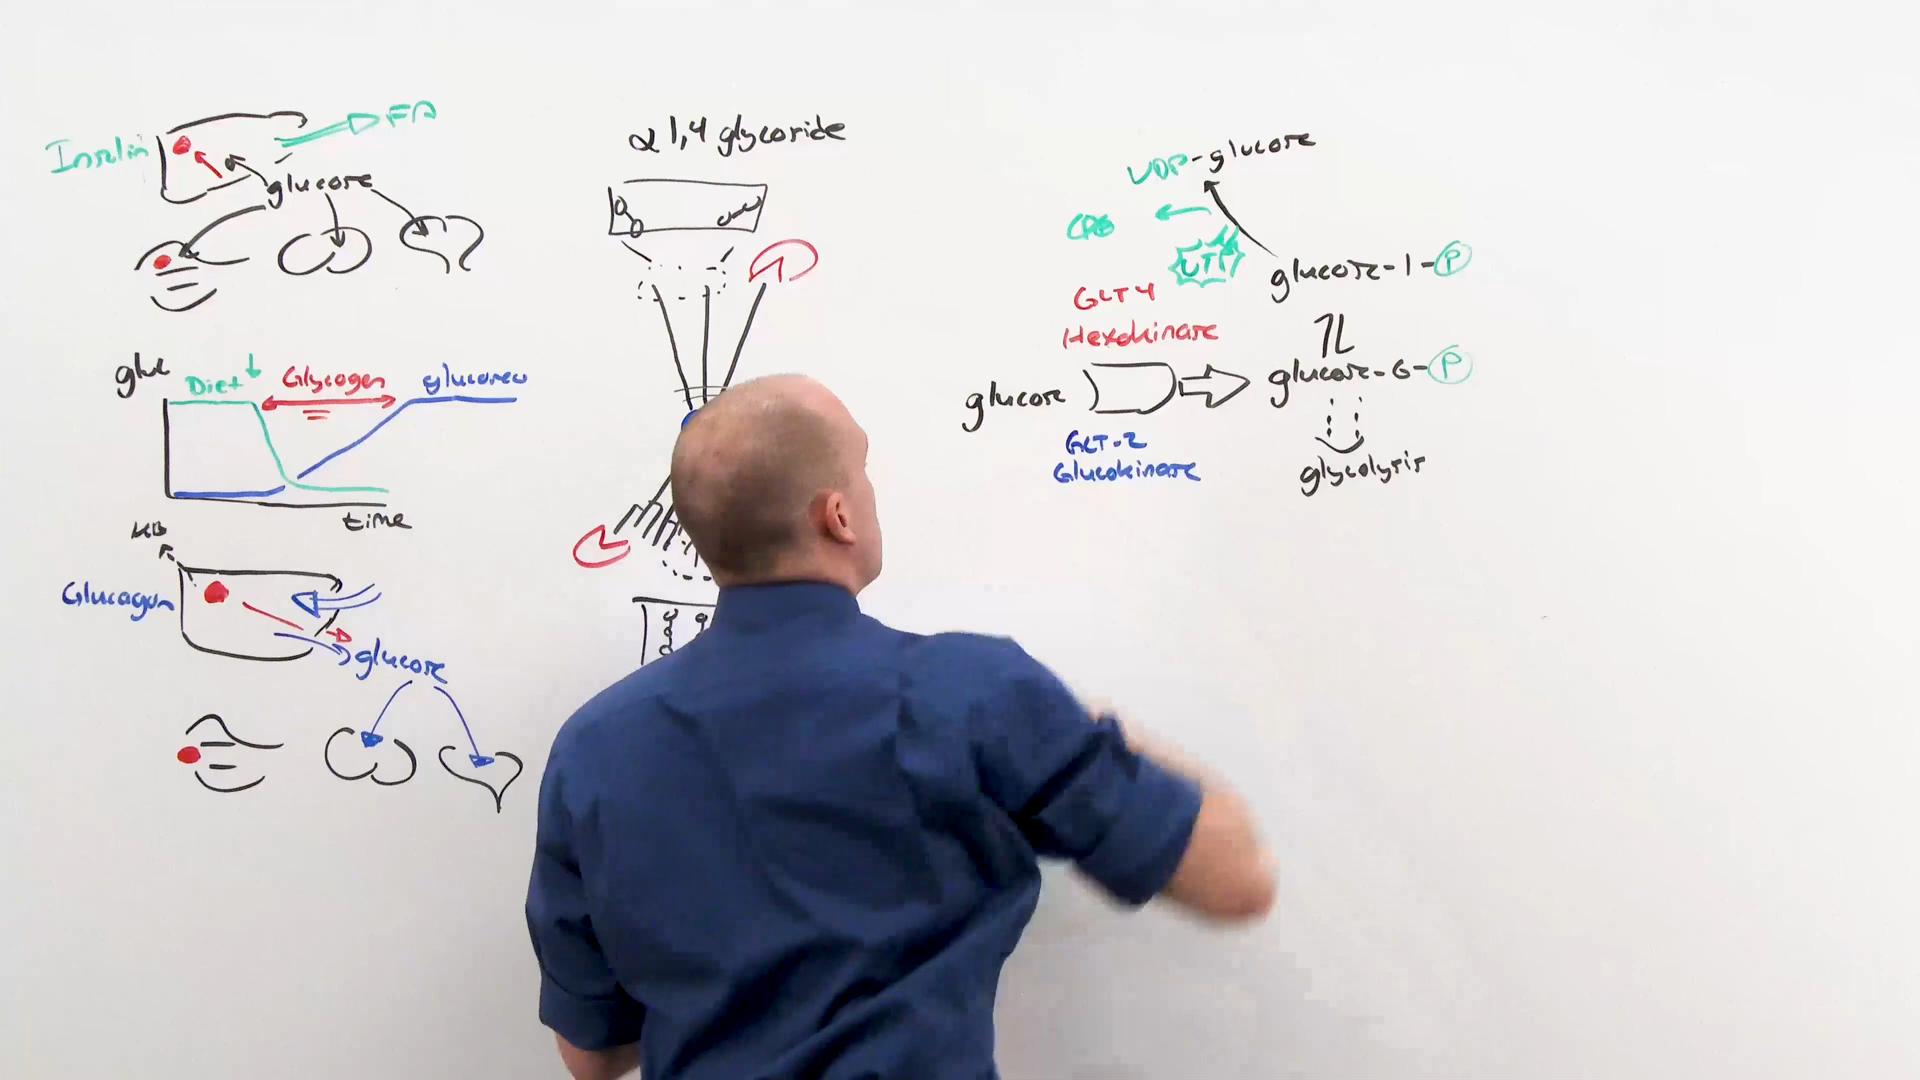 Insulin
FA
glucose
gluc
Diet
Glycogen
gluconeo
time
KB
Glucagon
glucose
α 1,4 glycoside
UDP-glucose
UTP
glucose-1-P
GLT4
Hexokinase
glucose
glucose-6-P
GLT-2
Glucokinase
glycolysis